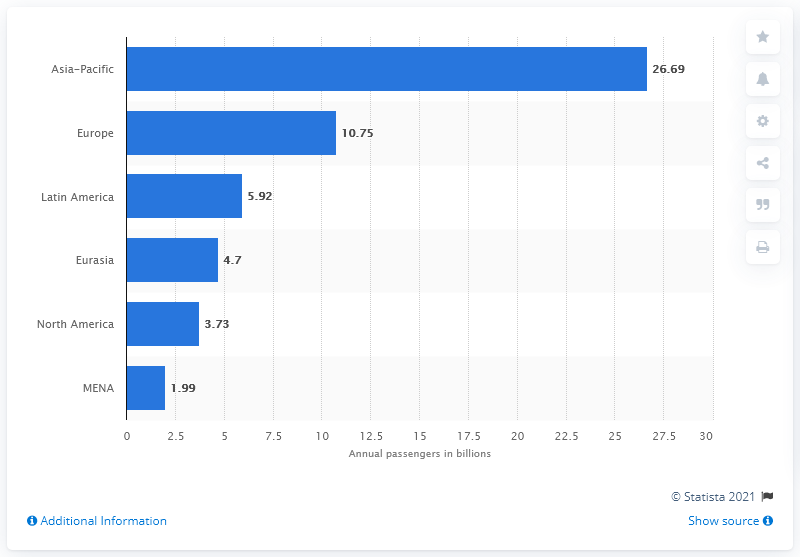 Asia-Pacific 26.69
Europe 10.75
Latin America 5.92
Eurasia 4.7
North America 3.73
MENA 1.99
0 2.5 5 7.5 10 12.5 15 17.5 20 22.5 25 27.5 30
Annual passengers in billions
© Statista 2021
Additional Information Show source